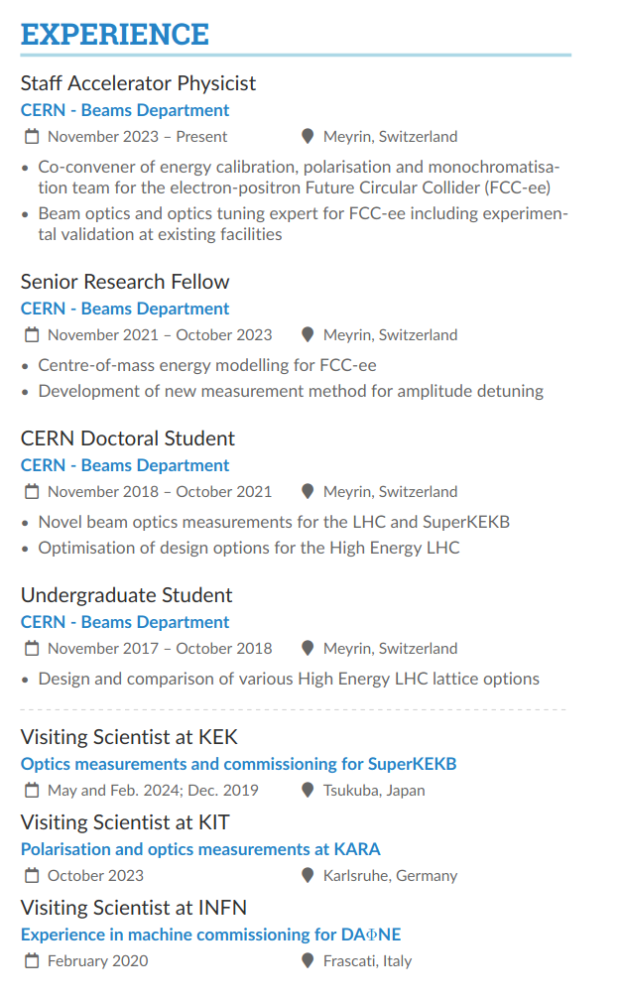 EXPERIENCE
Staff Accelerator Physicist
CERN - Beams Department
November 2023 – Present Meyrin, Switzerland
• Co-convener of energy calibration, polarisation and monochromatisa-
tion team for the electron-positron Future Circular Collider (FCC-ee)
• Beam optics and optics tuning expert for FCC-ee including experimen-
tal validation at existing facilities
Senior Research Fellow
CERN - Beams Department
November 2021 – October 2023 Meyrin, Switzerland
• Centre-of-mass energy modelling for FCC-ee
• Development of new measurement method for amplitude detuning
CERN Doctoral Student
CERN - Beams Department
November 2018 – October 2021 Meyrin, Switzerland
• Novel beam optics measurements for the LHC and SuperKEKB
• Optimisation of design options for the High Energy LHC
Undergraduate Student
CERN - Beams Department
November 2017 – October 2018 Meyrin, Switzerland
• Design and comparison of various High Energy LHC lattice options
Visiting Scientist at KEK
Optics measurements and commissioning for SuperKEKB
May and Feb. 2024; Dec. 2019 Tsukuba, Japan
Visiting Scientist at KIT
Polarisation and optics measurements at KARA
October 2023 Karlsruhe, Germany
Visiting Scientist at INFN
Experience in machine commissioning for DAΦNE
February 2020 Frascati, Italy